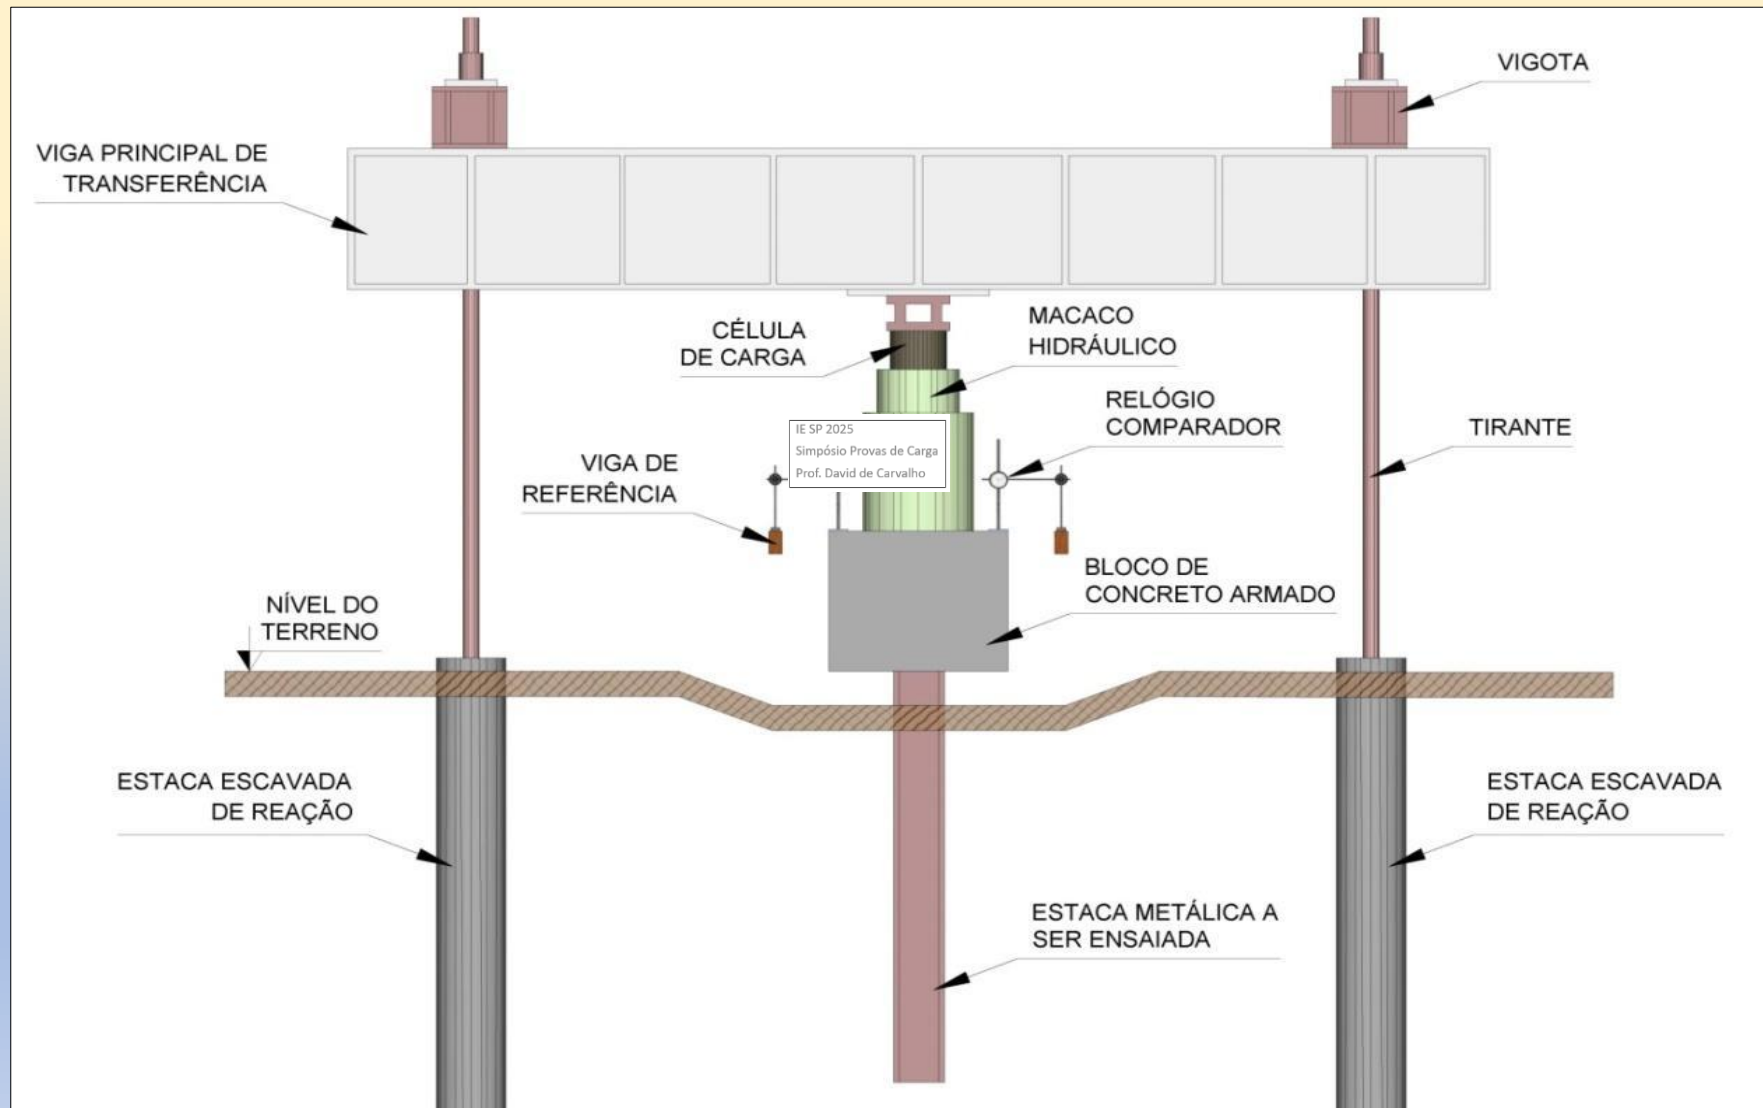 VIGOTA
VIGA PRINCIPAL DE
TRANSFERÊNCIA
CÉLULA
DE CARGA
MACACO
HIDRÁULICO
RELÓGIO
COMPARADOR
TIRANTE
IE SP 2025
Simpósio Provas de Carga
Prof. David de Carvalho
VIGA DE
REFERÊNCIA
BLOCO DE
CONCRETO ARMADO
NÍVEL DO
TERRENO
ESTACA ESCAVADA
DE REAÇÃO
ESTACA ESCAVADA
DE REAÇÃO
ESTACA METÁLICA A
SER ENSAIADA